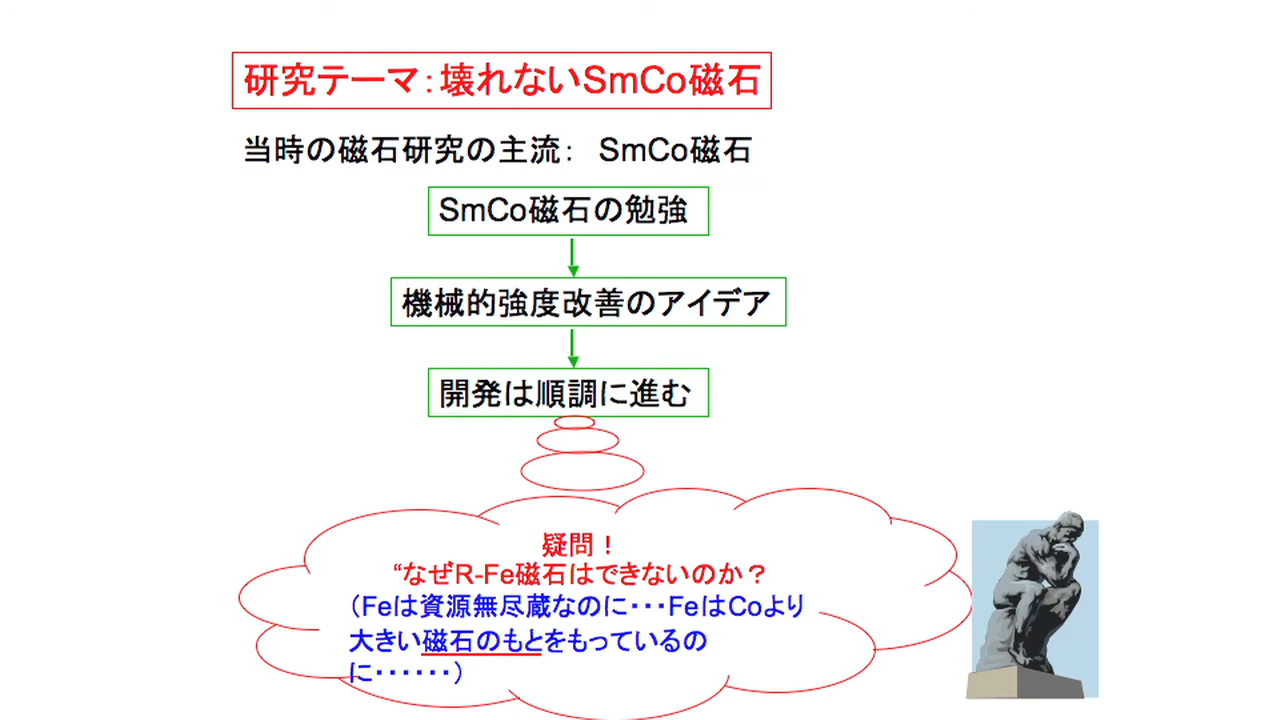 研究テーマ：壊れないSmCo磁石
当時の磁石研究の主流： SmCo磁石
SmCo磁石の勉強
機械的強度改善のアイデア
開発は順調に進む
疑問！
“なぜR-Fe磁石はできないのか？
（Feは資源無尽蔵なのに・・・FeはCoより
大きい磁石のもとをもっているの
に・・・・・・）